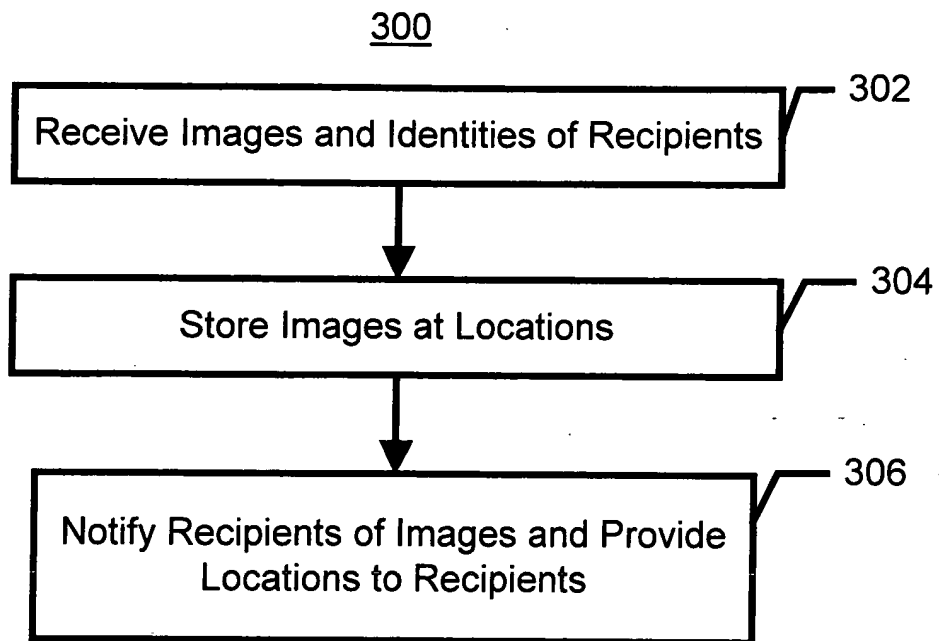 300
302
Receive Images and Identities of Recipients
304
Store Images at Locations
306
Notify Recipients of Images and Provide
Locations to Recipients